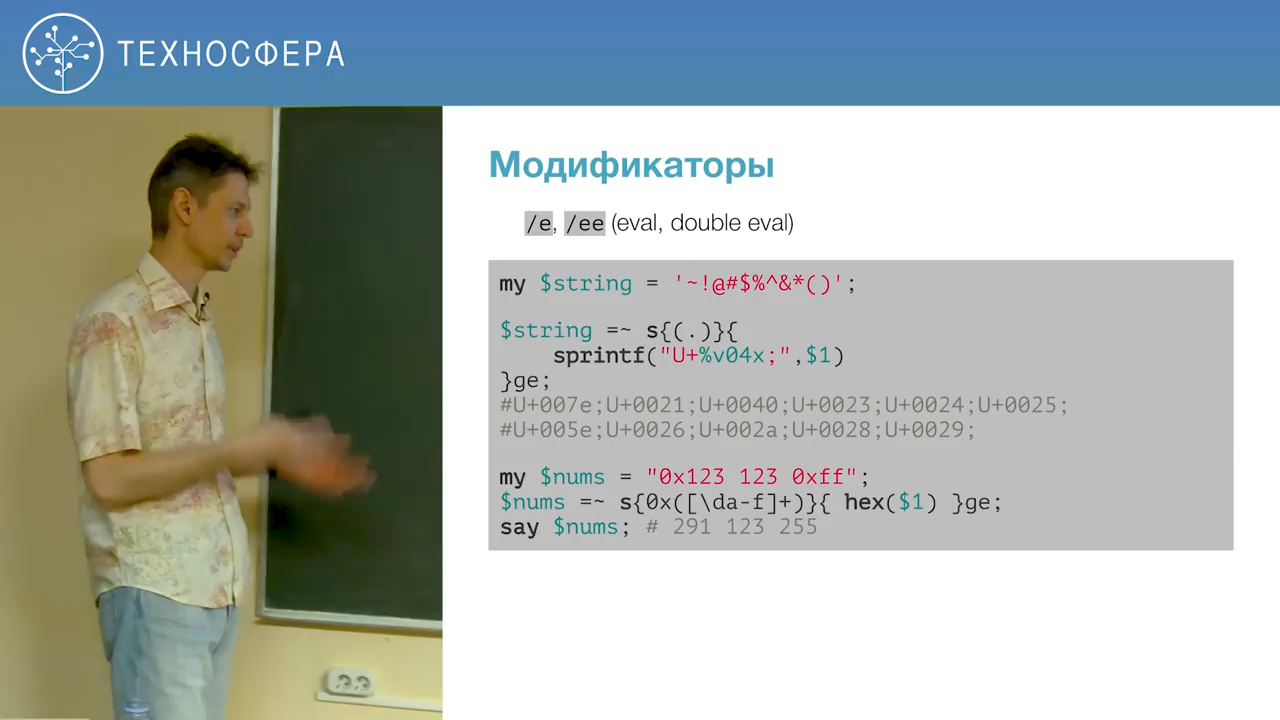 ТЕХНОСФЕРА
Модификаторы
/e, /ee (eval, double eval)
my $string = '~!@#$%^&*()';
$string =~ s{(.)}{
    sprintf("U+%v04x;",$1)
}ge;
#U+007e;U+0021;U+0040;U+0023;U+0024;U+0025;
#U+005e;U+0026;U+002a;U+0028;U+0029;
my $nums = "0x123 123 0xff";
$nums =~ s{0x([\da-f]+)}{ hex($1) }ge;
say $nums; # 291 123 255